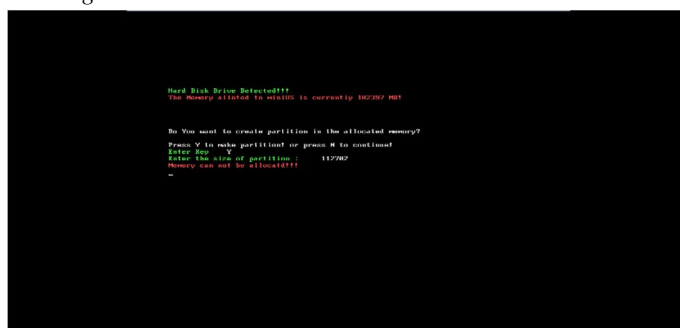 Hard Disk Drive Detected!!!
The Memory allated to miniOS is currently 102397 MB!
Do You want to create partition in the allocated memory?
Press Y to make partition! or press N to continue!
Enter Key Y
Enter the size of partition : 112702
Memory can not be allocatd!!!